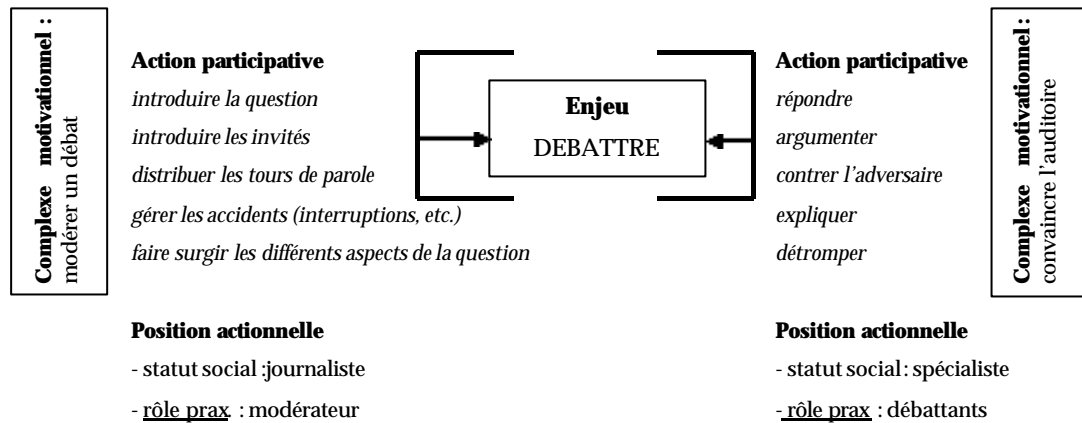 Complexe motivationnel :
modérer un débat
Action participative
introduire la question
introduire les invités
distribuer les tours de parole
gérer les accidents (interruptions, etc.)
faire surgir les différents aspects de la question
Position actionnelle
- statut social :journaliste
- rôle prax. : modérateur
Enjeu
DEBATTRE
Action participative
répondre
argumenter
contrer l’adversaire
expliquer
détromper
Position actionnelle
- statut social : spécialiste
- rôle prax : débattants
Complexe motivationnel :
convaincre l’auditoire